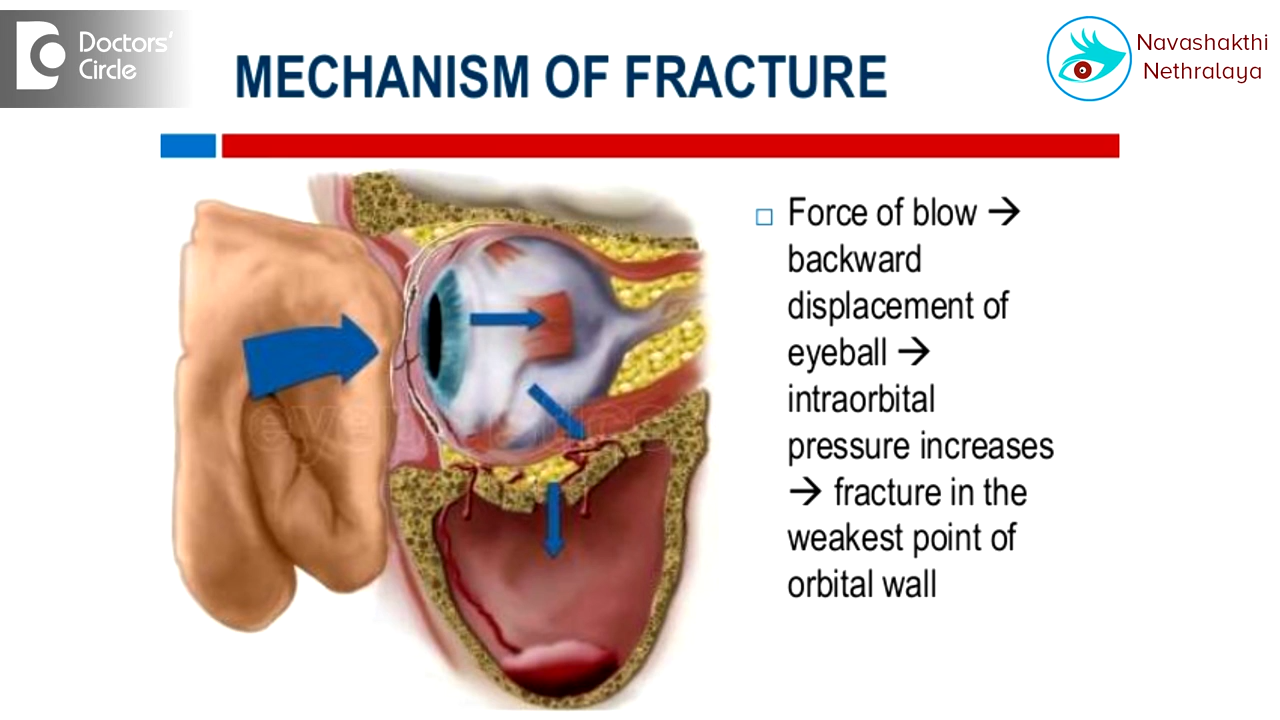 Doctors'
Circle
MECHANISM OF FRACTURE
Navashakthi
Nethralaya
Force of blow →
backward
displacement of
eyeball →
intraorbital
pressure increases
→ fracture in the
weakest point of
orbital wall